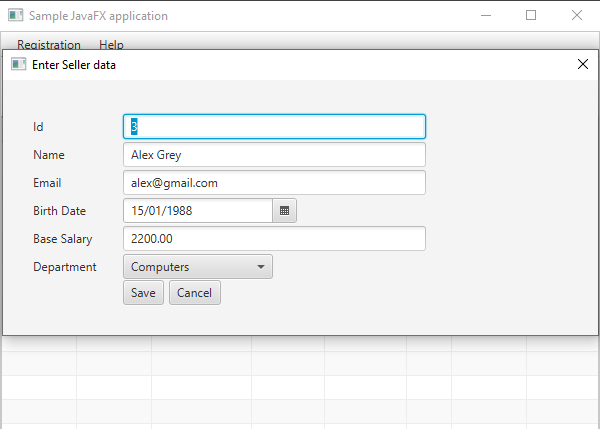 Sample JavaFX application
Registration Help
Enter Seller data
Id 3
Name Alex Grey
Email alex@gmail.com
Birth Date 15/01/1988
Base Salary 2200.00
Department Computers
Save Cancel